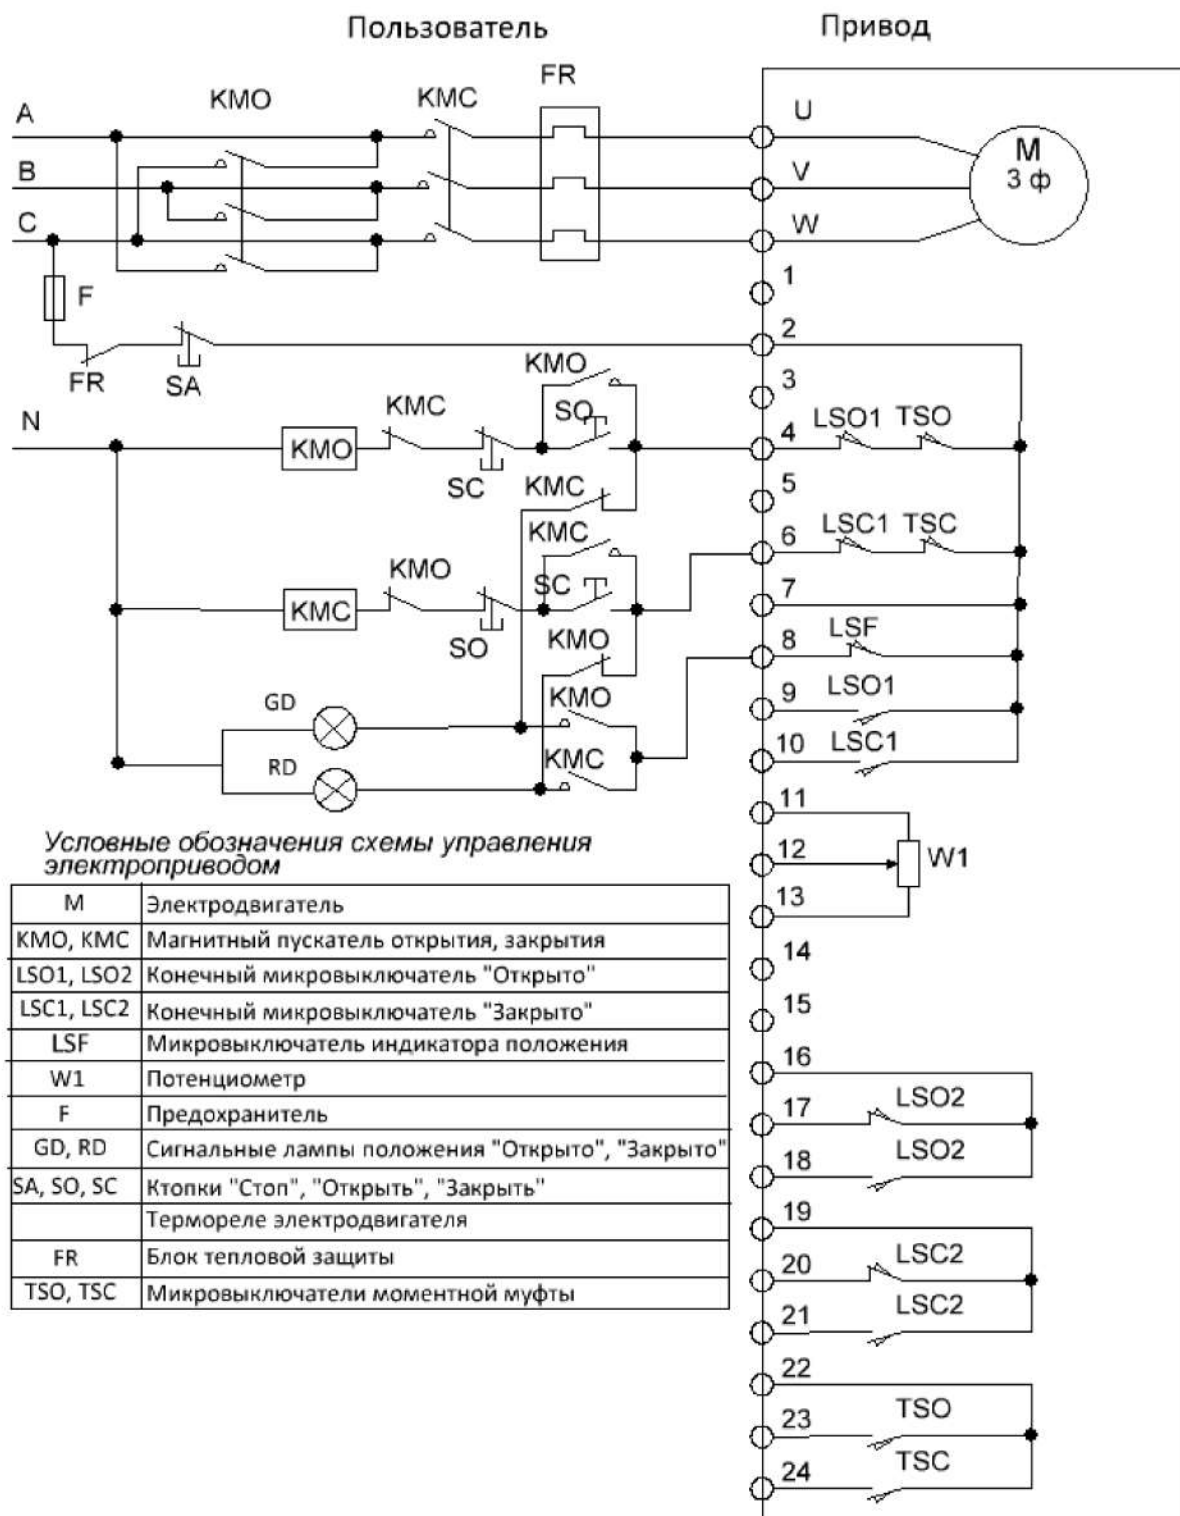 Пользователь
Привод
FR
KMO
KMC
A
U
M
3 ф
B
V
C
W
1
F
2
FR
SA
KMO
3
N
KMC
SO
LSO1 TSO
KMO
4
SC
KMC
5
KMC
LSC1 TSC
6
KMO
SC
KMC
7
SO
KMO
LSF
8
GD
KMO
9
LSO1
RD
KMC
10
LSC1
11
12
W1
13
14
15
16
17
LSO2
18
LSO2
19
20
LSC2
21
LSC2
22
23
TSO
24
TSC
Условные обозначения схемы управления
электроприводом
M Электродвигатель
KMO, KMC Магнитный пускатель открытия, закрытия
LSO1, LSO2 Конечный микровыключатель "Открыто"
LSC1, LSC2 Конечный микровыключатель "Закрыто"
LSF Микровыключатель индикатора положения
W1 Потенциометр
F Предохранитель
GD, RD Сигнальные лампы положения "Открыто", "Закрыто"
SA, SO, SC Ктопки "Стоп", "Открыть", "Закрыть"
Термореле электродвигателя
FR Блок тепловой защиты
TSO, TSC Микровыключатели моментной муфты